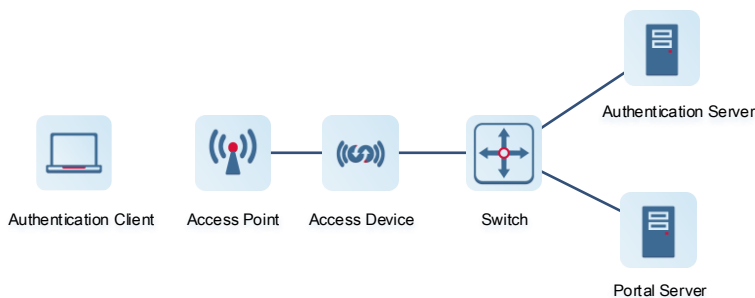 Authentication Server
Authentication Client
Access Point
Access Device
Switch
Portal Server